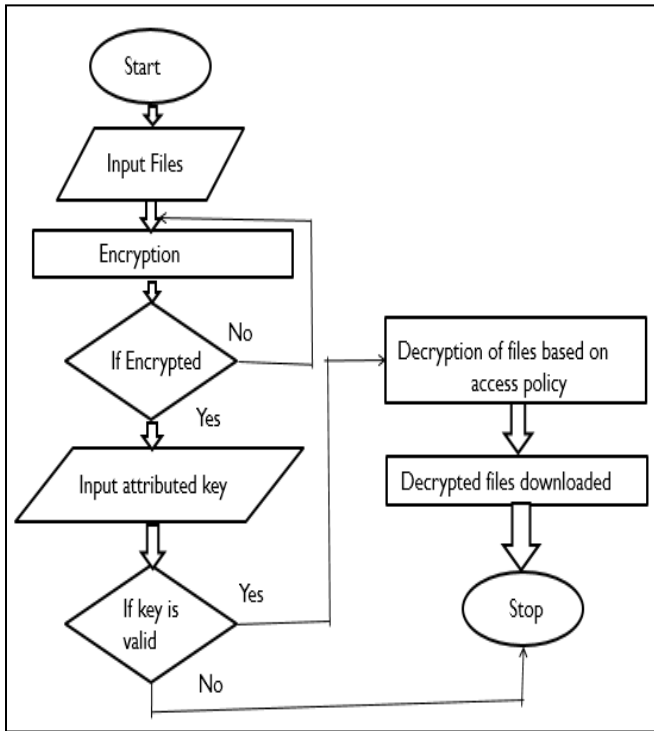 Start
Input Files
Encryption
No
If Encrypted
Yes
Input attributed key
Yes
If key is
valid
No
Decryption of files based on
access policy
Decrypted files downloaded
Stop